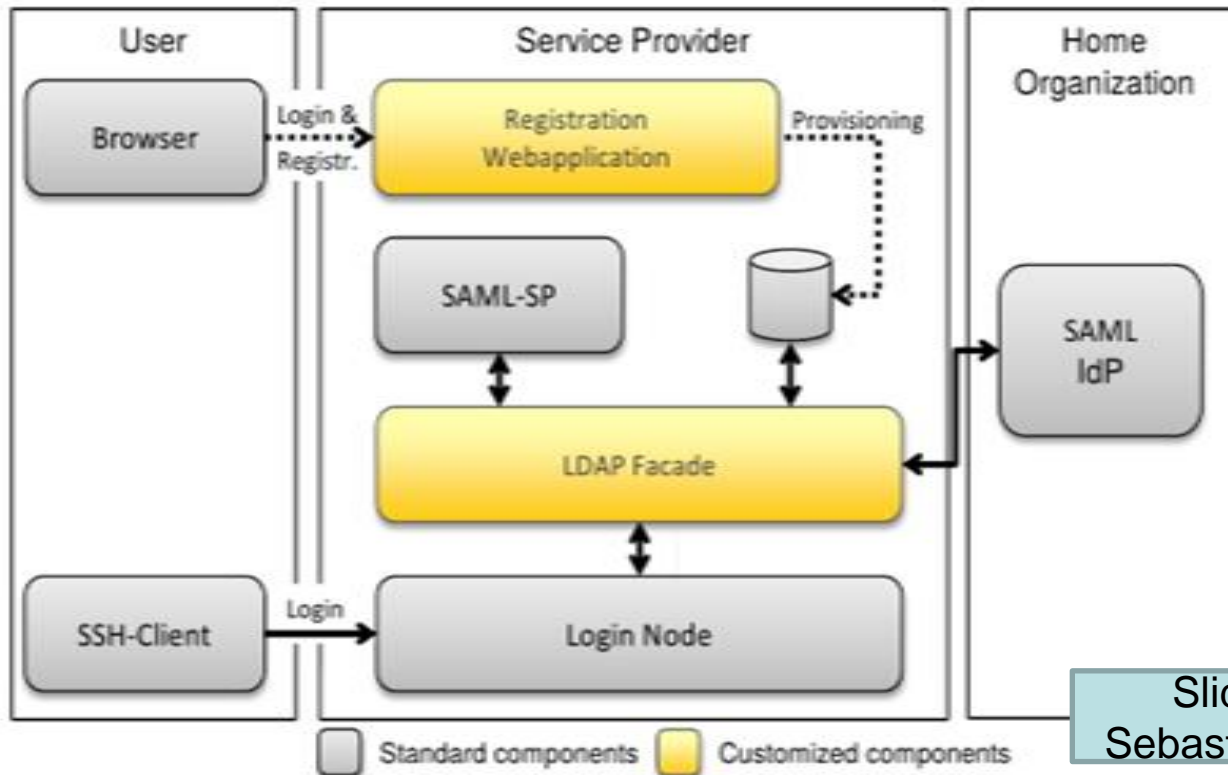 User
Service Provider
Home
Organization
Browser
Login &
Registr.
Registration
Webapplication
Provisioning
SAML-SP
SAML
IdP
LDAP Facade
SSH-Client
Login
Login Node
Standard components
Customized components